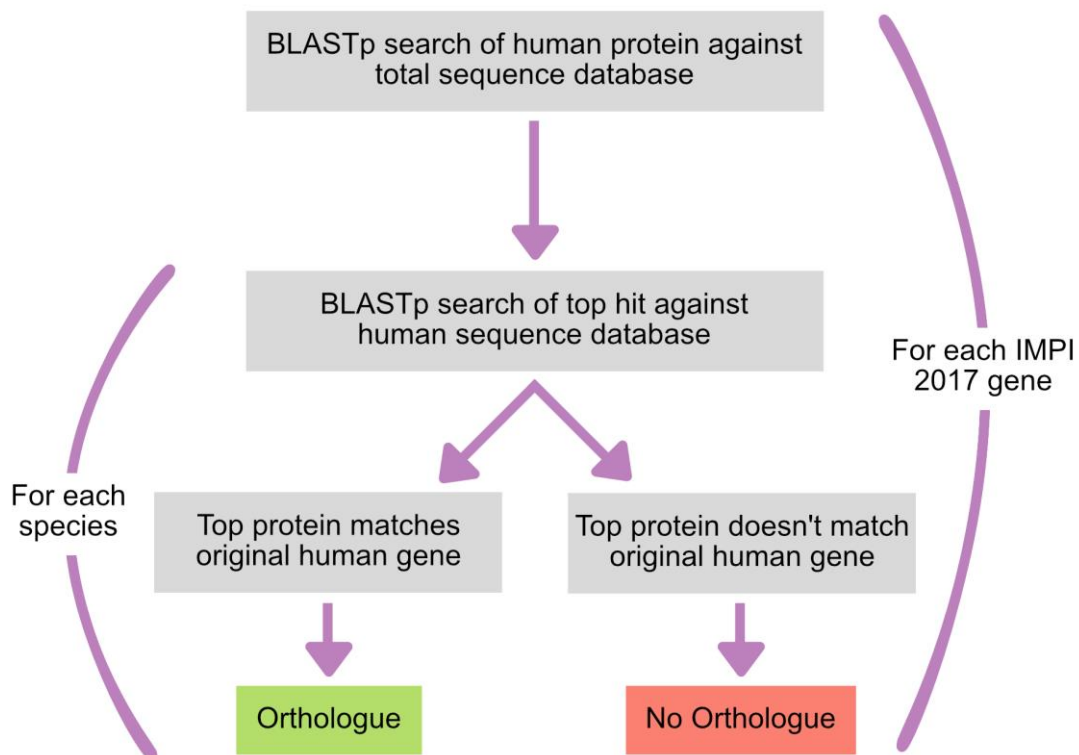 BLASTp search of human protein against
total sequence database
BLASTp search of top hit against
human sequence database
For each IMPI
2017 gene
For each
species
Top protein matches
original human gene
Top protein doesn't match
original human gene
Orthologue
No Orthologue